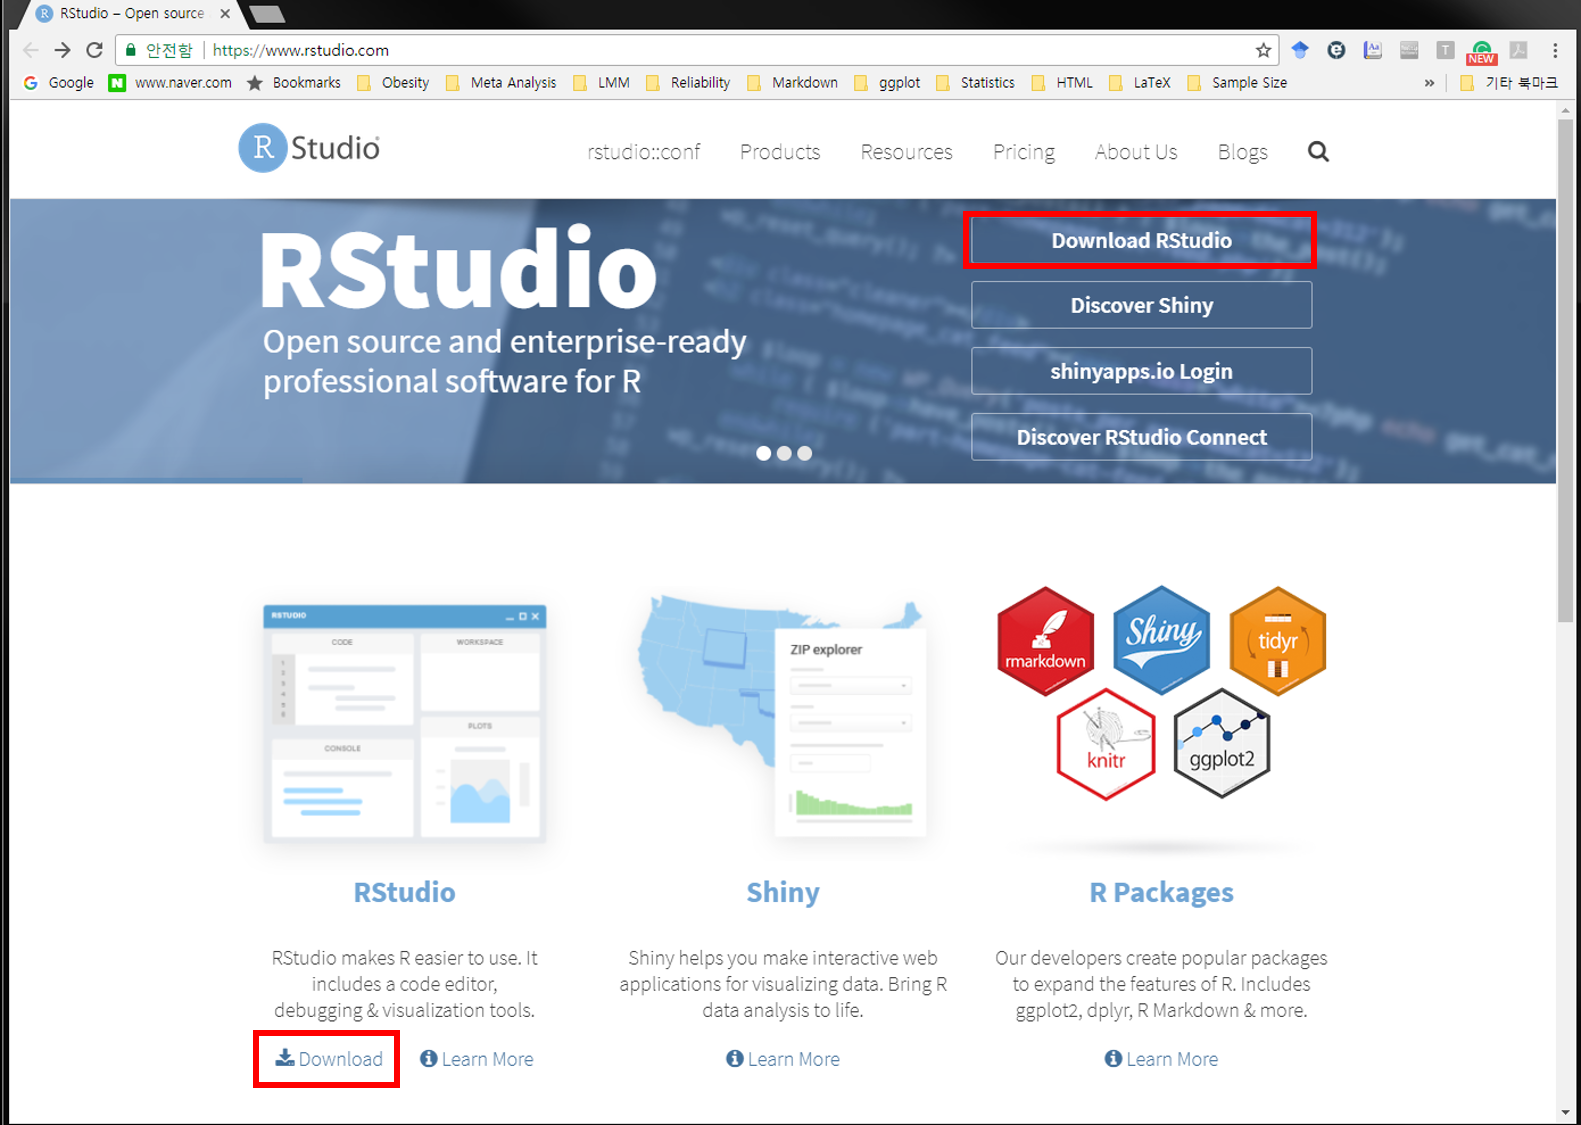 RStudio – Open source
안전함 https://www.rstudio.com
NEW
Google www.naver.com Bookmarks Obesity Meta Analysis LMM Reliability Markdown ggplot Statistics HTML LaTeX Sample Size » 기타 북마크
R Studio
rstudio::conf Products Resources Pricing About Us Blogs
RStudio
Open source and enterprise-ready
professional software for R
Download RStudio
Discover Shiny
shinyapps.io Login
Discover RStudio Connect
RSTUDIO
CODE
WORKSPACE
PLOTS
CONSOLE
ZIP explorer
rmarkdown
Shiny
tidyr
knitr
ggplot2
RStudio
RStudio makes R easier to use. It
includes a code editor,
debugging & visualization tools.
Download Learn More
Shiny
Shiny helps you make interactive web
applications for visualizing data. Bring R
data analysis to life.
Learn More
R Packages
Our developers create popular packages
to expand the features of R. Includes
ggplot2, dplyr, R Markdown & more.
Learn More